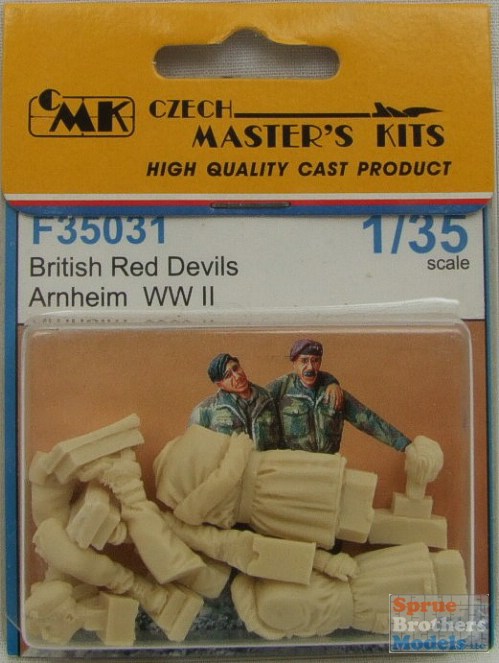 CMK
CZECH
MASTER'S KITS
HIGH QUALITY CAST PRODUCT
F35031
1/35
British Red Devils
scale
Arnheim WW II
Sprue
Brothers
Models LLC